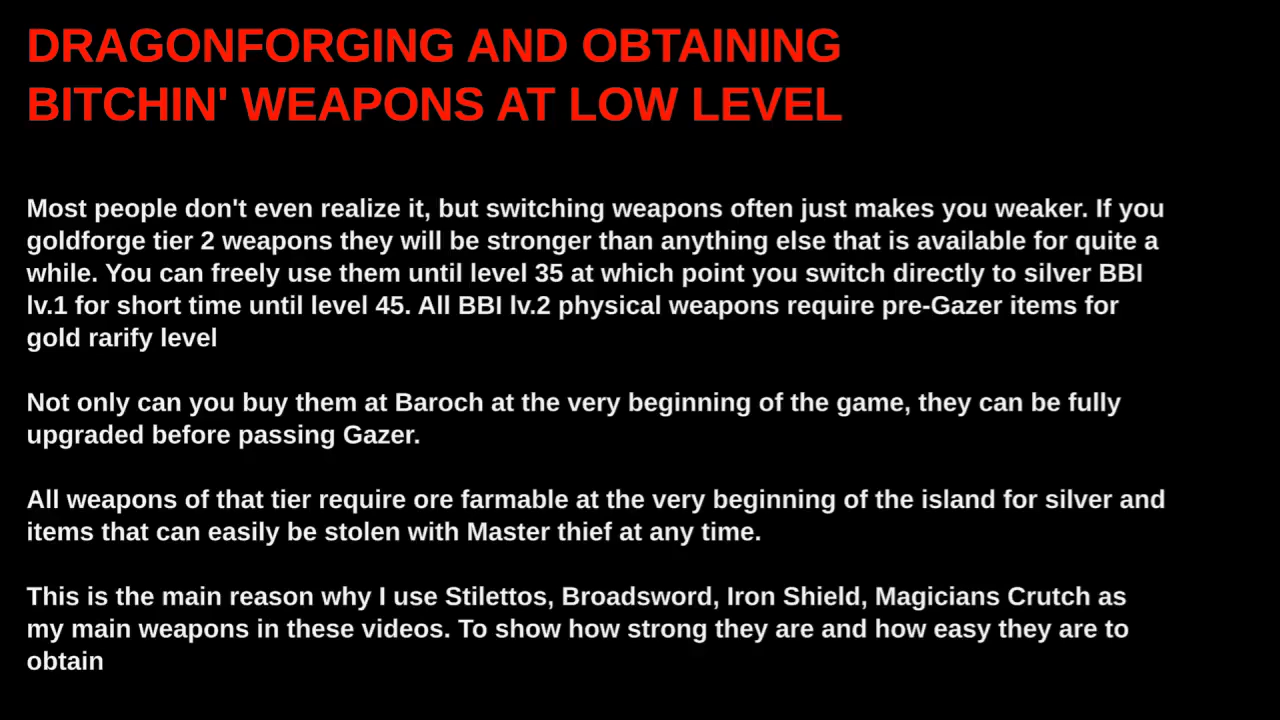 DRAGONFORGING AND OBTAINING
BITCHIN' WEAPONS AT LOW LEVEL
Most people don't even realize it, but switching weapons often just makes you weaker. If you
goldforge tier 2 weapons they will be stronger than anything else that is available for quite a
while. You can freely use them until level 35 at which point you switch directly to silver BBI
lv.1 for short time until level 45. All BBI lv.2 physical weapons require pre-Gazer items for
gold rarify level
Not only can you buy them at Baroch at the very beginning of the game, they can be fully
upgraded before passing Gazer.
All weapons of that tier require ore farmable at the very beginning of the island for silver and
items that can easily be stolen with Master thief at any time.
This is the main reason why I use Stilettos, Broadsword, Iron Shield, Magicians Crutch as
my main weapons in these videos. To show how strong they are and how easy they are to
obtain